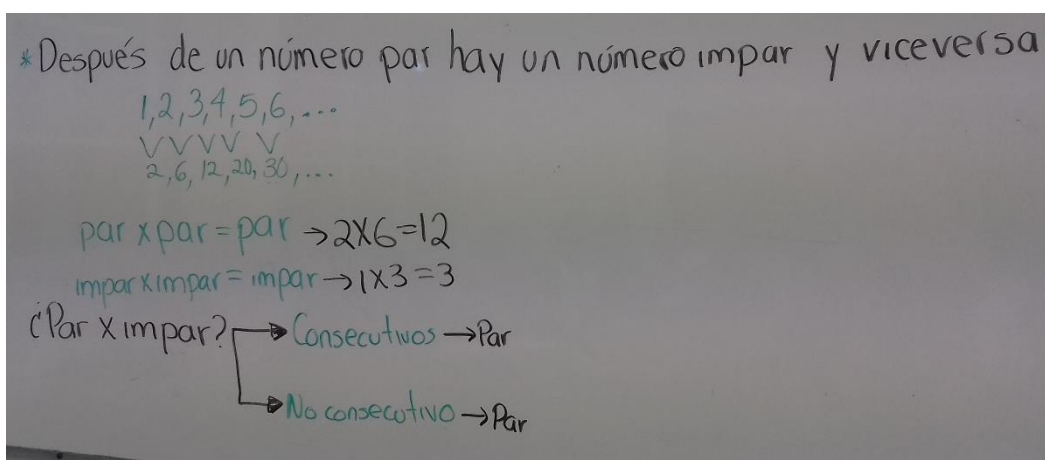 *Después de un número par hay un número impar y viceversa
1,2,3,4,5,6,...
V V V V V
2,6,12,20,30,...
par x par = par → 2x6=12
impar x impar = impar → 1x3=3
¿Par x impar? → Consecutivos → Par
→ No consecutivo → Par